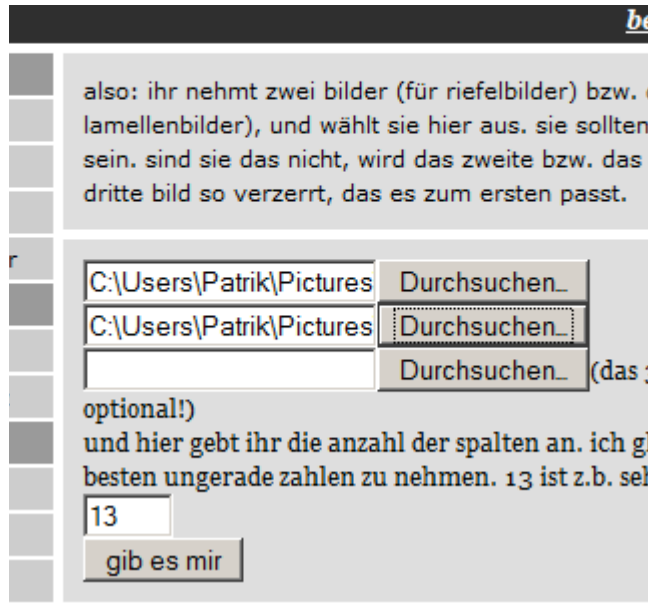 also: ihr nehmt zwei bilder (für riefelbilder) bzw.
lamellenbilder), und wählt sie hier aus. sie sollten
sein. sind sie das nicht, wird das zweite bzw. das
dritte bild so verzerrt, das es zum ersten passt.
r
C:\Users\Patrik\Pictures Durchsuchen...
C:\Users\Patrik\Pictures Durchsuchen...
Durchsuchen... (das
optional!)
und hier gebt ihr die anzahl der spalten an. ich
besten ungerade zahlen zu nehmen. 13 ist z.b.
13
gib es mir